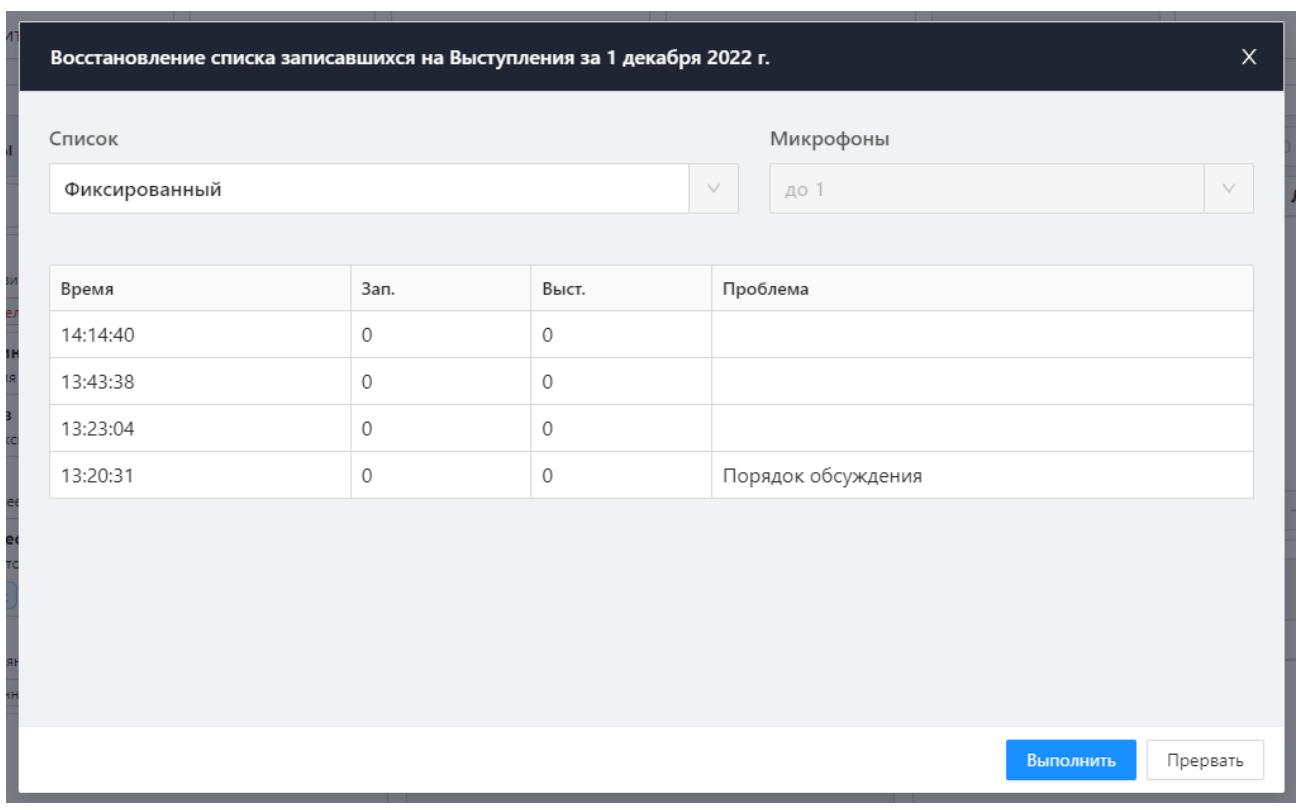 Восстановление списка записавшихся на Выступления за 1 декабря 2022 г.
Список Микрофоны
Фиксированный до 1
Время Зап. Выст. Проблема
14:14:40 0 0
13:43:38 0 0
13:23:04 0 0
13:20:31 0 0 Порядок обсуждения
Выполнить Прервать